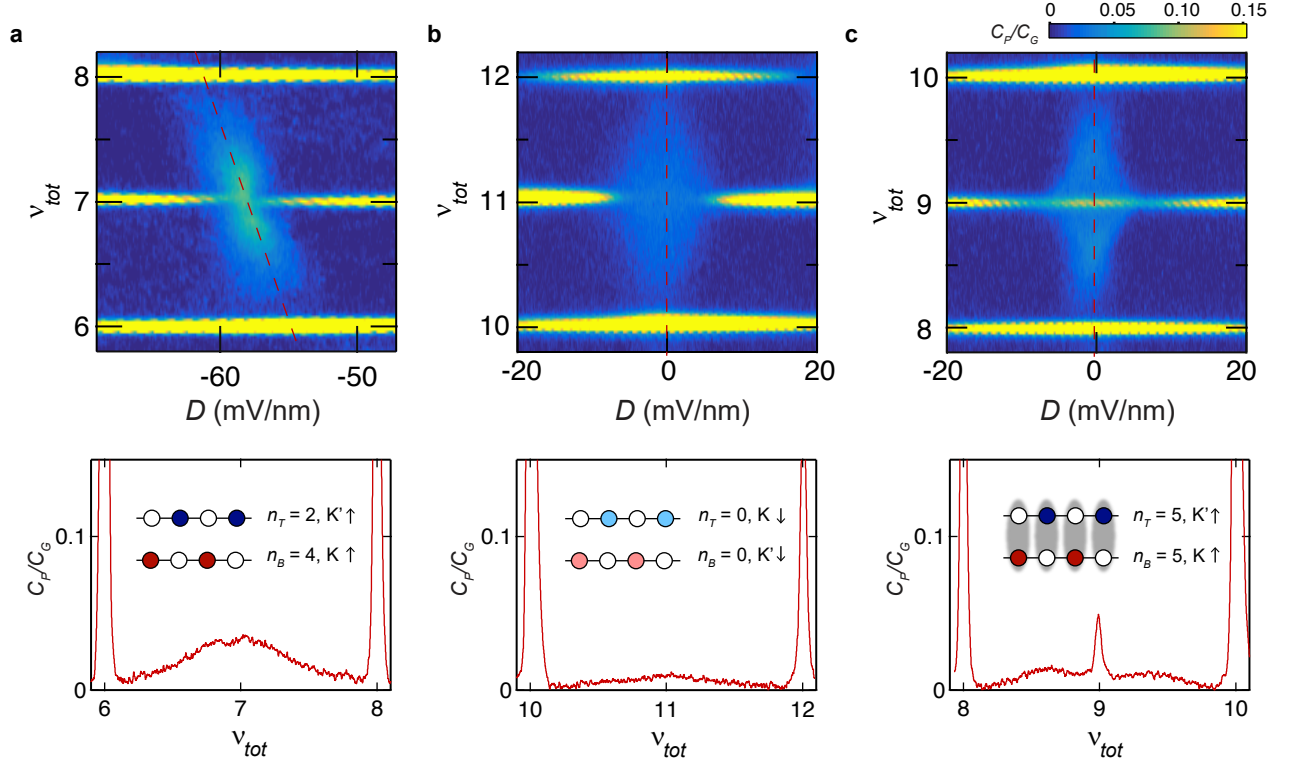 a
b
c
C_P/C_G
0
0.05
0.10
0.15
8
7
6
ν_tot
-60
-50
D (mV/nm)
12
11
10
ν_tot
-20
0
20
D (mV/nm)
10
9
8
ν_tot
-20
0
20
D (mV/nm)
0.1
0
C_P/C_G
n_T = 2, K' ↑
n_B = 4, K ↑
6
7
8
ν_tot
0.1
0
C_P/C_G
n_T = 0, K ↓
n_B = 0, K' ↓
10
11
12
ν_tot
0.1
0
C_P/C_G
n_T = 5, K' ↑
n_B = 5, K ↑
8
9
10
ν_tot